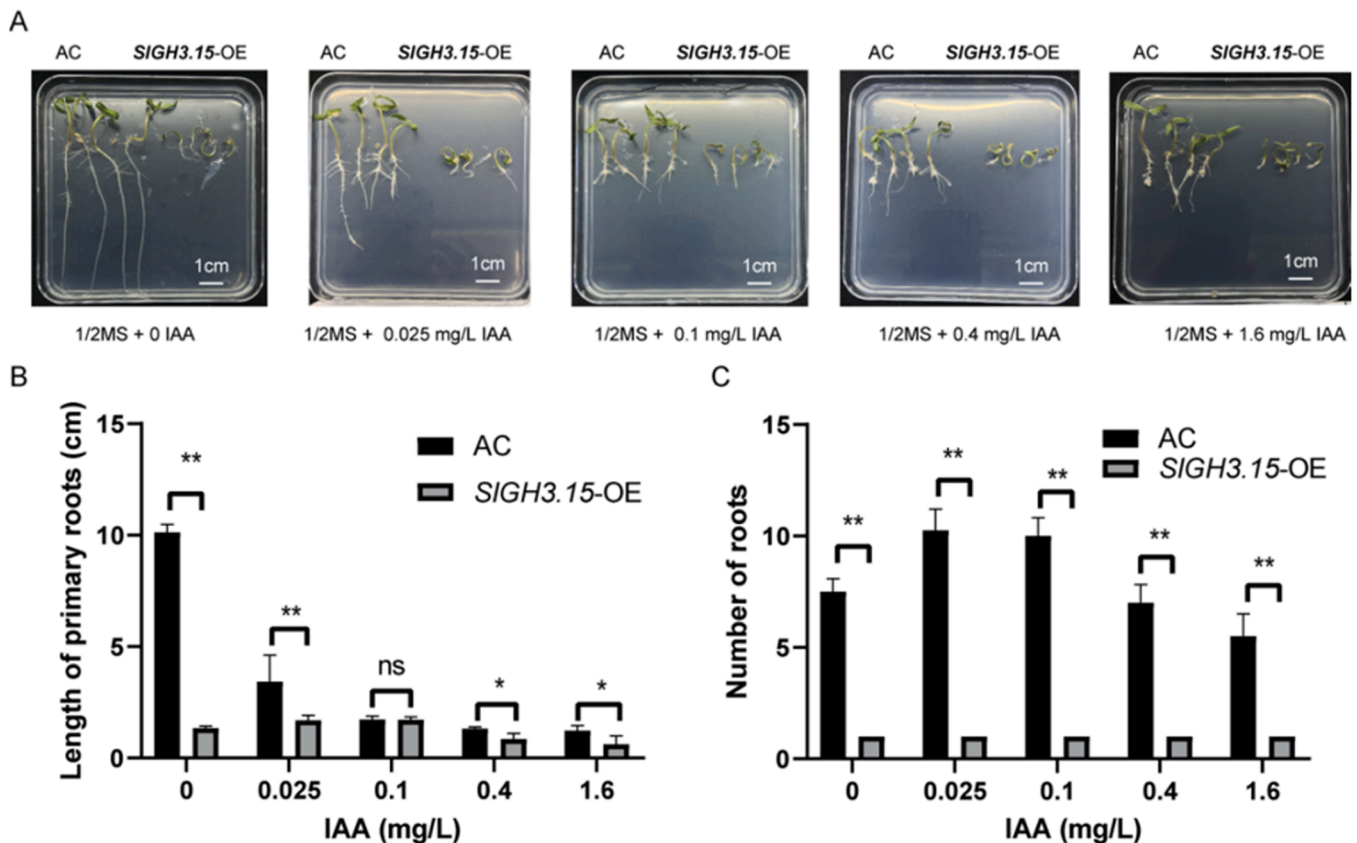 A
AC SlGH3.15-OE AC SlGH3.15-OE AC SlGH3.15-OE AC SlGH3.15-OE AC SlGH3.15-OE
1cm 1cm 1cm 1cm 1cm
1/2MS + 0 IAA 1/2MS + 0.025 mg/L IAA 1/2MS + 0.1 mg/L IAA 1/2MS + 0.4 mg/L IAA 1/2MS + 1.6 mg/L IAA
B
Length of primary roots (cm)
15
10
5
0
**
**
ns
*
*
AC
SlGH3.15-OE
0 0.025 0.1 0.4 1.6
IAA (mg/L)
C
Number of roots
15
10
5
0
**
**
**
**
**
AC
SlGH3.15-OE
0 0.025 0.1 0.4 1.6
IAA (mg/L)